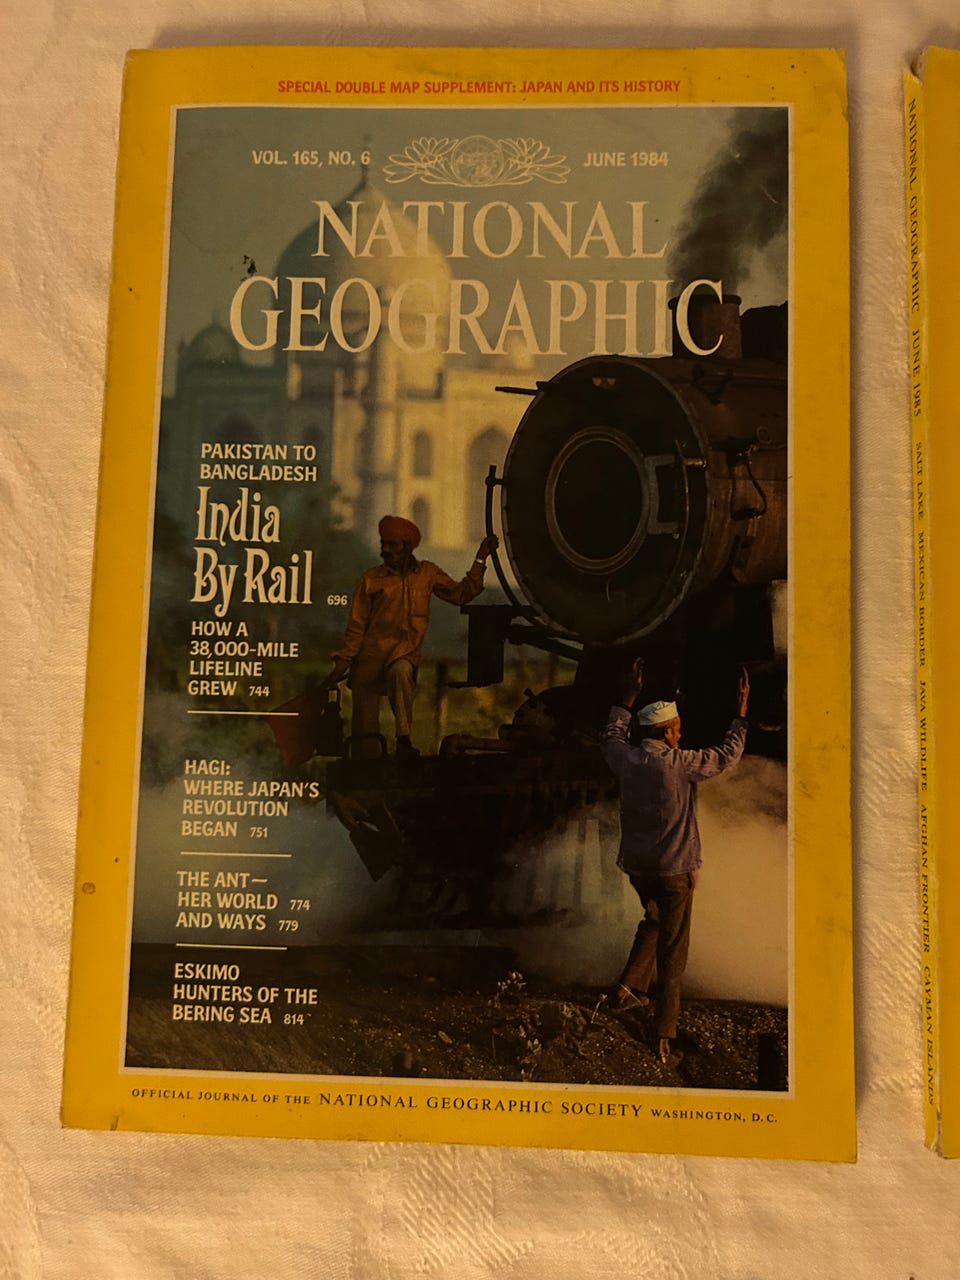 SPECIAL DOUBLE MAP SUPPLEMENT: JAPAN AND ITS HISTORY
VOL. 165, NO. 6
JUNE 1984
NATIONAL
GEOGRAPHIC
PAKISTAN TO
BANGLADESH
India
By Rail 696
HOW A
38,000-MILE
LIFELINE
GREW 744
HAGI:
WHERE JAPAN'S
REVOLUTION
BEGAN 751
THE ANT—
HER WORLD 774
AND WAYS 779
ESKIMO
HUNTERS OF THE
BERING SEA 814
OFFICIAL JOURNAL OF THE NATIONAL GEOGRAPHIC SOCIETY WASHINGTON, D.C.
NATIONAL GEOGRAPHIC JUNE 1985 SALT LAKE MEXICAN BORDER JAVA WILDLIFE AFGHAN FRONTIER CAYMAN ISLANDS